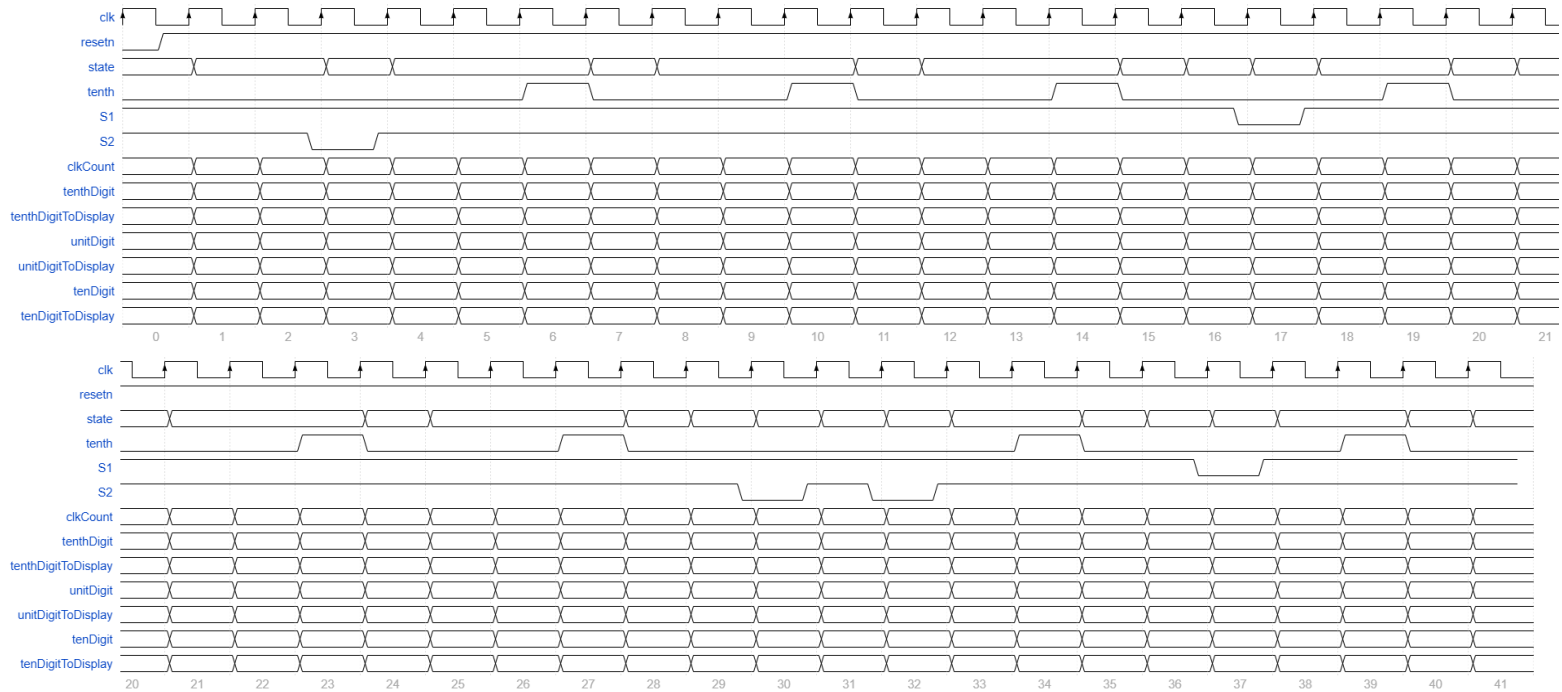 clk
resetn
state
tenth
S1
S2
clkCount
tenthDigit
tenthDigitToDisplay
unitDigit
unitDigitToDisplay
tenDigit
tenDigitToDisplay
0 1 2 3 4 5 6 7 8 9 10 11 12 13 14 15 16 17 18 19 20 21
clk
resetn
state
tenth
S1
S2
clkCount
tenthDigit
tenthDigitToDisplay
unitDigit
unitDigitToDisplay
tenDigit
tenDigitToDisplay
20 21 22 23 24 25 26 27 28 29 30 31 32 33 34 35 36 37 38 39 40 41